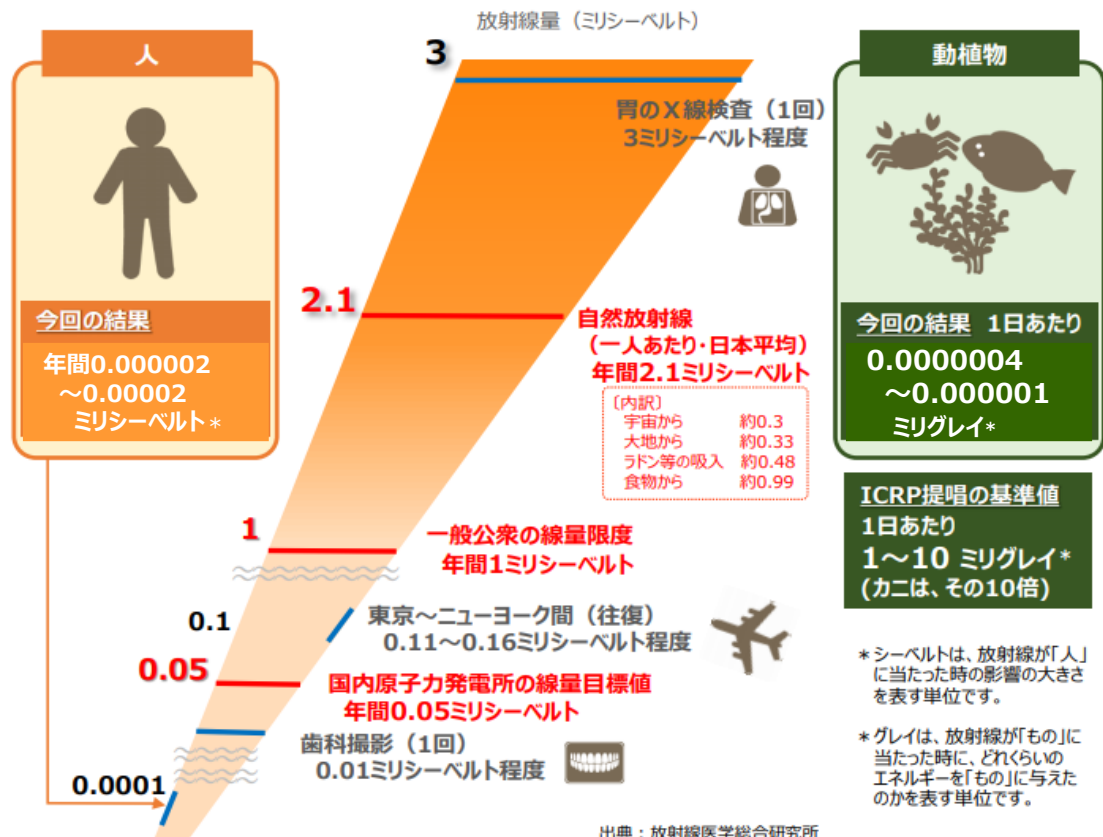 放射線量（ミリシーベルト）
人
今回の結果
年間0.000002
～0.00002
ミリシーベルト*
3
胃のX線検査（1回）
3ミリシーベルト程度
2.1
自然放射線
（一人あたり・日本平均）
年間2.1ミリシーベルト
〔内訳〕
宇宙から 約0.3
大地から 約0.33
ラドン等の吸入 約0.48
食物から 約0.99
1
一般公衆の線量限度
年間1ミリシーベルト
0.1
東京～ニューヨーク間（往復）
0.11～0.16ミリシーベルト程度
0.05
国内原子力発電所の線量目標値
年間0.05ミリシーベルト
歯科撮影（1回）
0.01ミリシーベルト程度
0.0001
動植物
今回の結果 1日あたり
0.0000004
～0.000001
ミリグレイ*
ICRP提唱の基準値
1日あたり
1～10 ミリグレイ*
(カニは、その10倍)
*シーベルトは、放射線が「人」
に当たった時の影響の大きさ
を表す単位です。
*グレイは、放射線が「もの」に
当たった時に、どれくらいの
エネルギーを「もの」に与えた
のかを表す単位です。
出典：放射線医学総合研究所